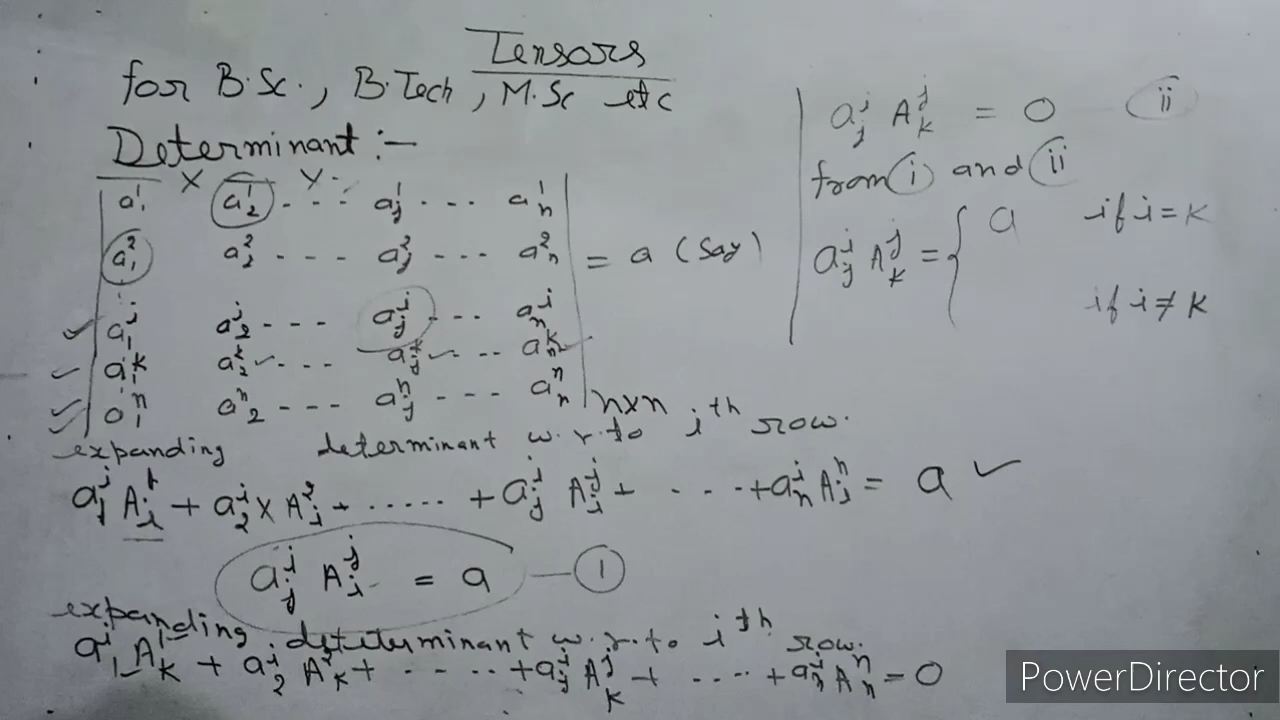 Tensors
for B.Sc., B.Tech, M.Sc etc
Determinant :-
a¹₁ a¹₂ - - - a¹ⱼ - - - a¹ₙ
a²₁ a²₂ - - - a²ⱼ - - - a²ₙ = a (Say)
aⁱ₁ aⁱ₂ - - - aⁱⱼ - - - aⁱₙ
aᵏ₁ aᵏ₂ - - - aᵏⱼ - - - aᵏₙ
aⁿ₁ aⁿ₂ - - - aⁿⱼ - - - aⁿₙ n×n
expanding determinant w.r.to iᵗʰ row.
A¹ᵢ + aⁱ₂ × A²ᵢ + ..... + aⁱⱼ Aʲᵢ + - - - + aⁱₙ Aⁿᵢ = a
aⁱⱼ Aʲᵢ = a — 1
expanding deteterminant w.r.to iᵗʰ row.
aⁱ₁ A¹ₖ + aⁱ₂ A²ₖ + - - - - - + aⁱⱼ Aʲₖ + - - - - + aⁱₙ Aⁿₙ = 0
aⁱⱼ Aʲₖ = 0 ii
from i and ii
aⁱⱼ Aʲₖ = { a if i = k
if i ≠ k
PowerDirector